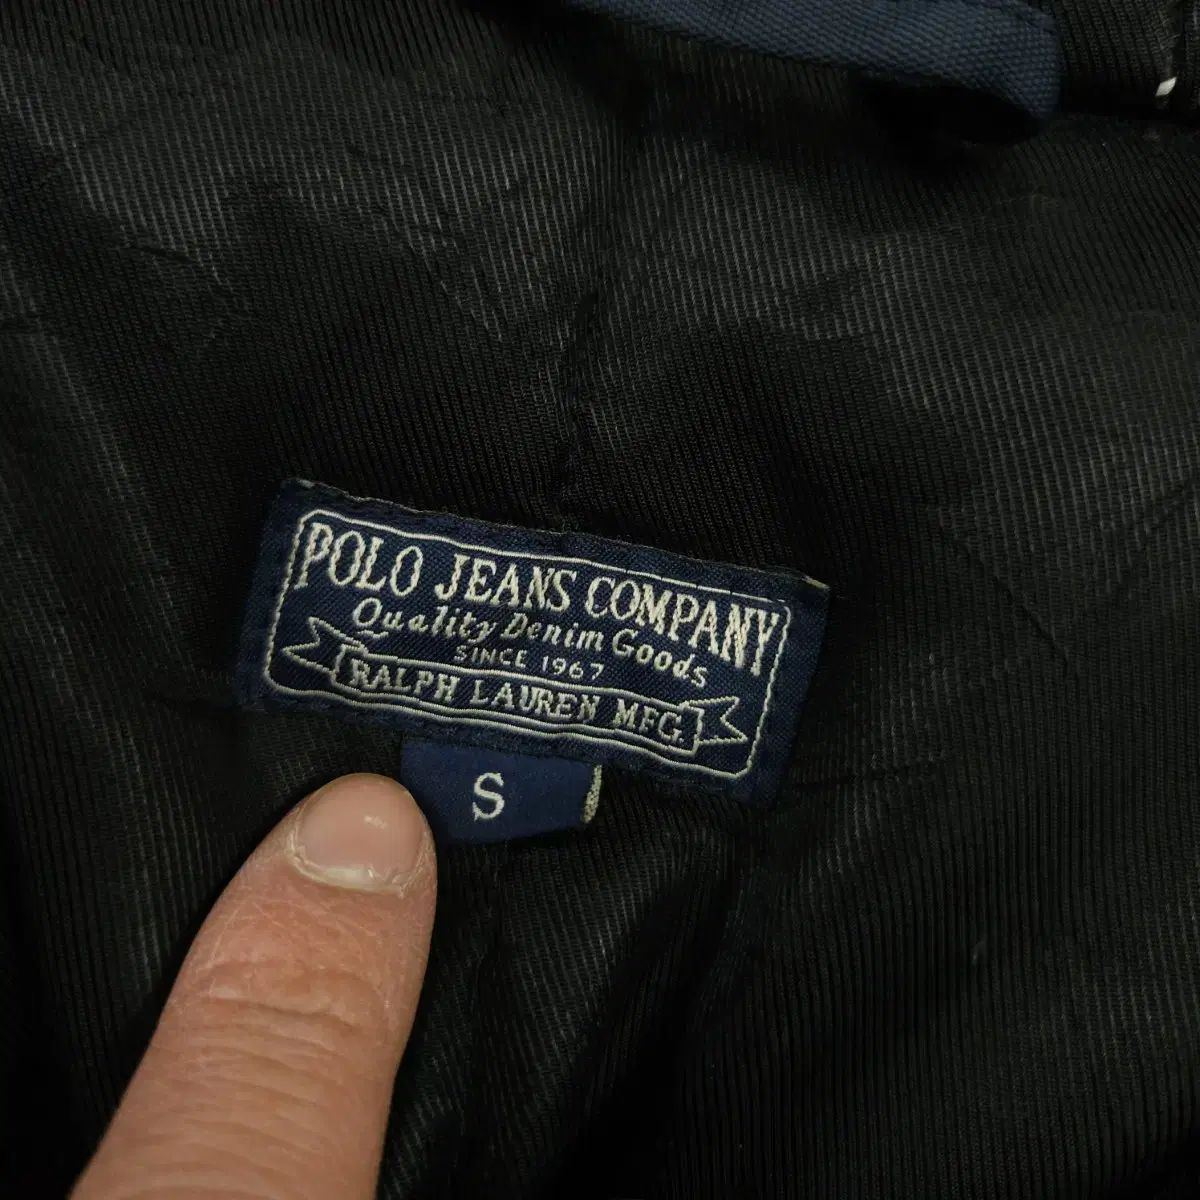 POLO JEANS COMPANY
Quality Denim Goods
SINCE 1967
RALPH LAUREN MFG.
S